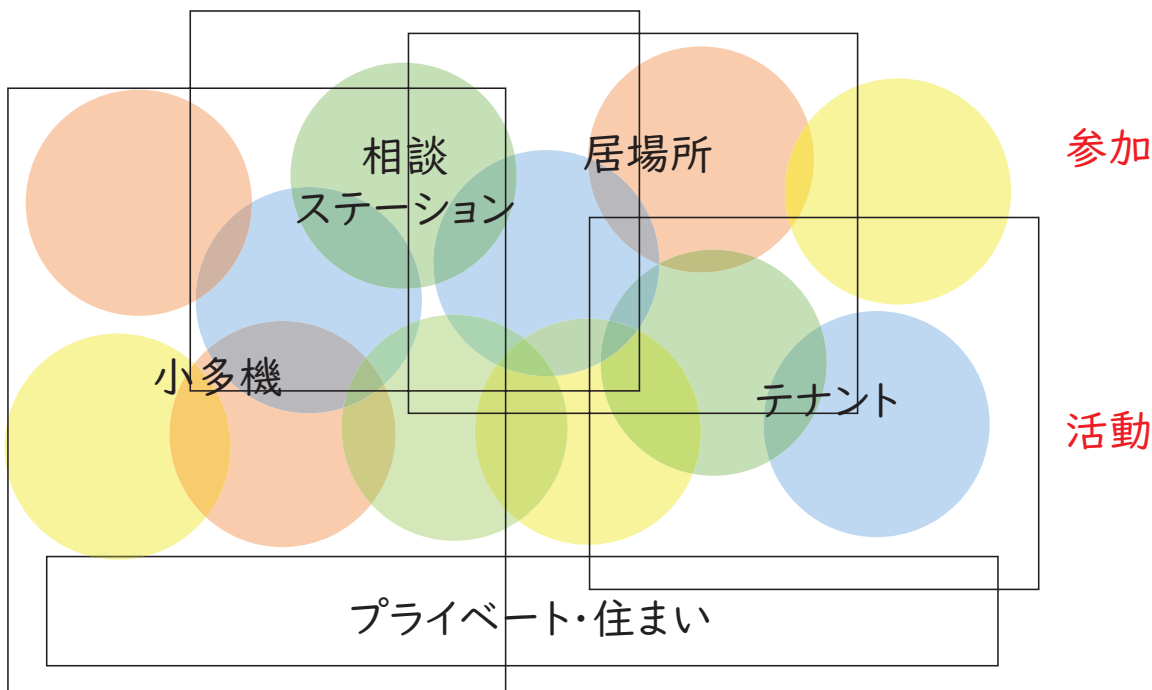 相談
ステーション
居場所
参加
小多機
テナント
活動
プライベート・住まい